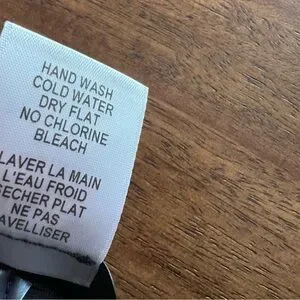 HAND WASH
COLD WATER
DRY FLAT
NO CHLORINE
BLEACH
LAVER LA MAIN
L'EAU FROID
SECHER PLAT
NE PAS
AVELLISER